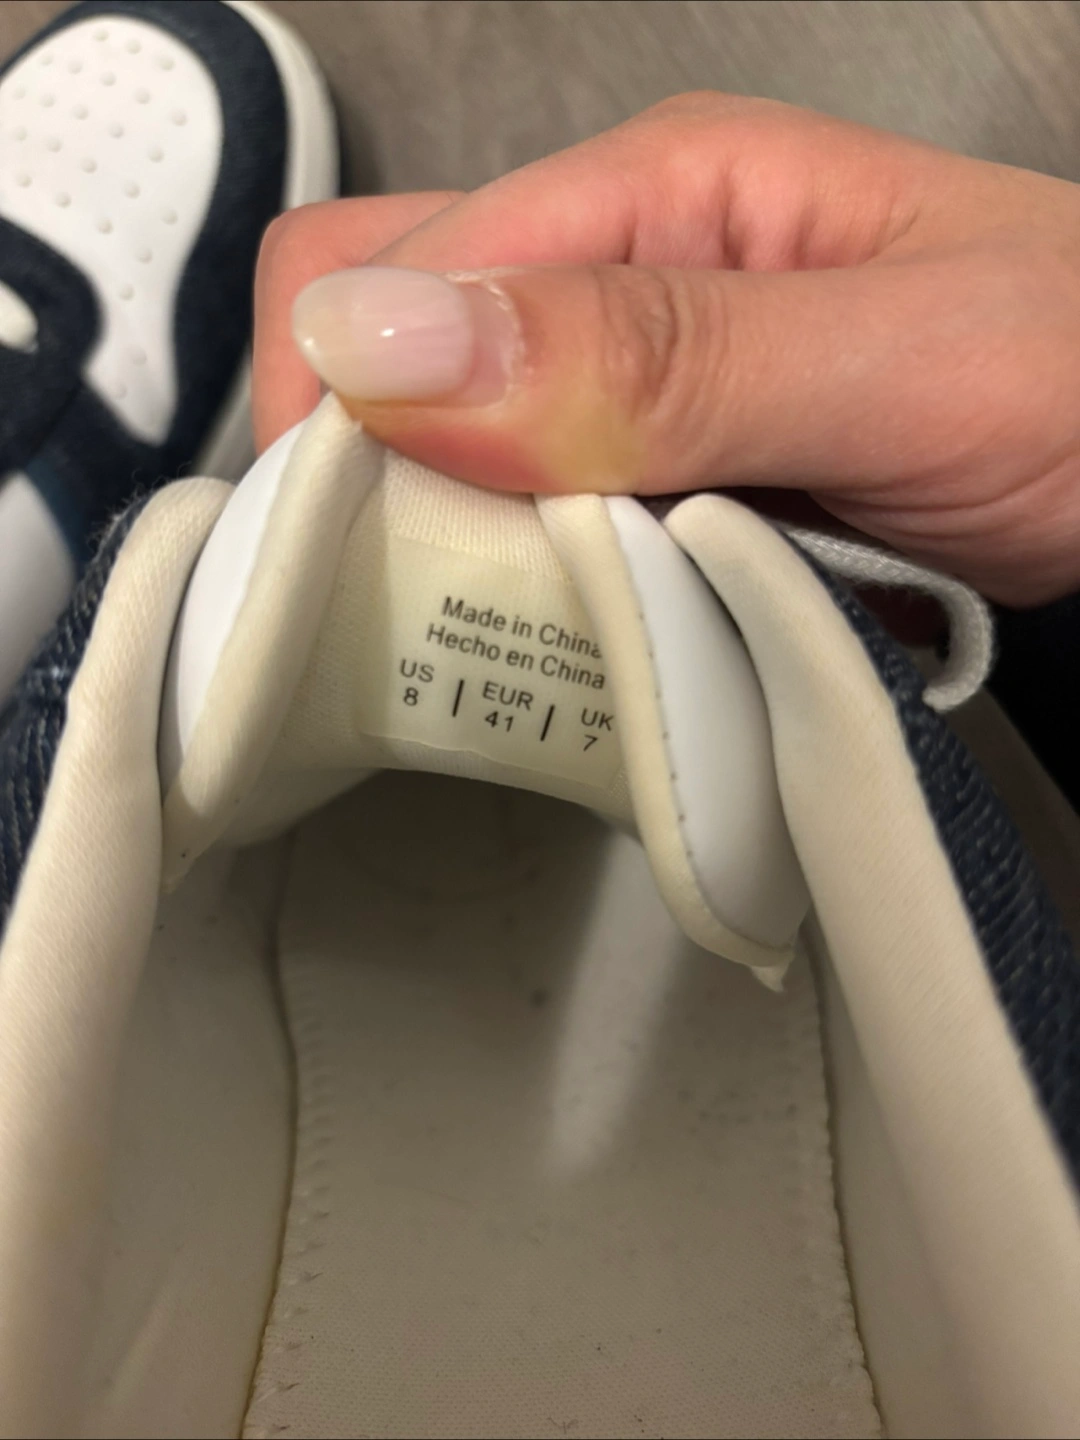 Made in China
Hecho en China
US | EUR | UK
8 | 41 | 7